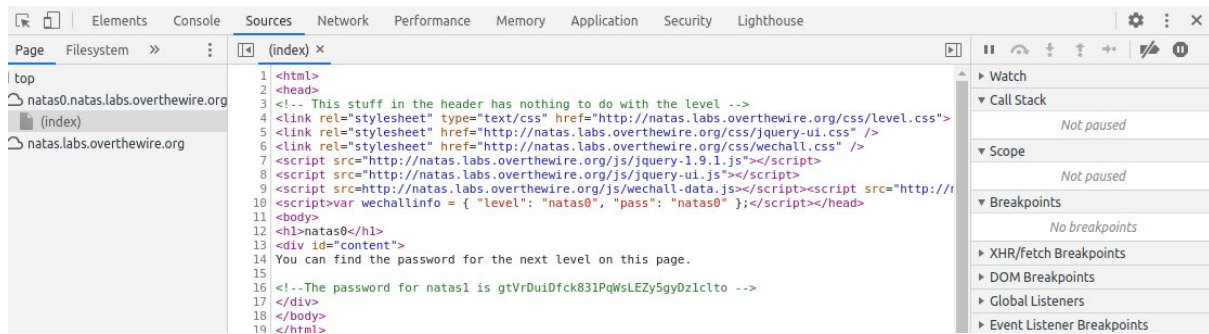 Elements Console Sources Network Performance Memory Application Security Lighthouse
Page Filesystem » (index) ×
top
natas0.natas.labs.overthewire.org
(index)
natas.labs.overthewire.org
1 <html>
2 <head>
3 <!-- This stuff in the header has nothing to do with the level -->
4 <link rel="stylesheet" type="text/css" href="http://natas.labs.overthewire.org/css/level.css">
5 <link rel="stylesheet" href="http://natas.labs.overthewire.org/css/jquery-ui.css" />
6 <link rel="stylesheet" href="http://natas.labs.overthewire.org/css/wechall.css" />
7 <script src="http://natas.labs.overthewire.org/js/jquery-1.9.1.js"></script>
8 <script src="http://natas.labs.overthewire.org/js/jquery-ui.js"></script>
9 <script src=http://natas.labs.overthewire.org/js/wechall-data.js></script><script src="http://
10 <script>var wechallinfo = { "level": "natas0", "pass": "natas0" };</script></head>
11 <body>
12 <h1>natas0</h1>
13 <div id="content">
14 You can find the password for the next level on this page.
15
16 <!--The password for natas1 is gtVrDuiDfck831PqWsLEZy5gyDz1clto -->
17 </div>
18 </body>
19 </html>
Watch
Call Stack
Not paused
Scope
Not paused
Breakpoints
No breakpoints
XHR/fetch Breakpoints
DOM Breakpoints
Global Listeners
Event Listener Breakpoints